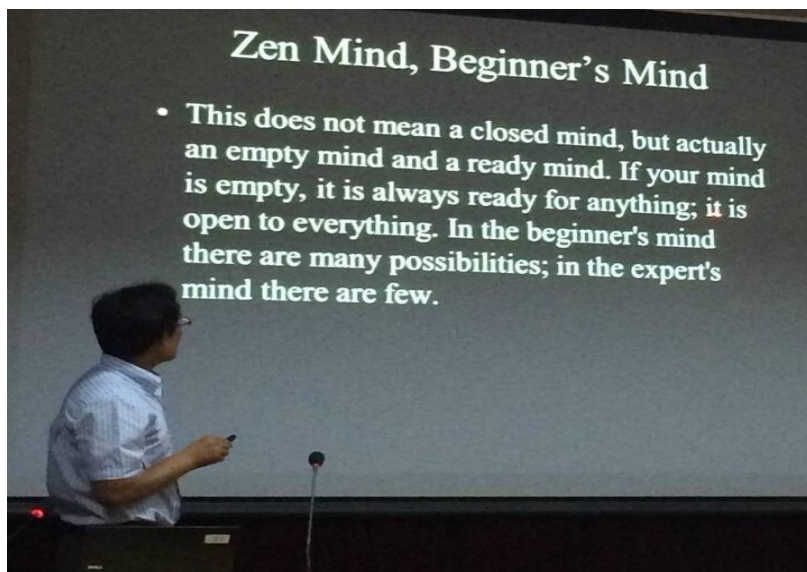 Zen Mind, Beginner's Mind
• This does not mean a closed mind, but actually
an empty mind and a ready mind. If your mind
is empty, it is always ready for anything; it is
open to everything. In the beginner's mind
there are many possibilities; in the expert's
mind there are few.